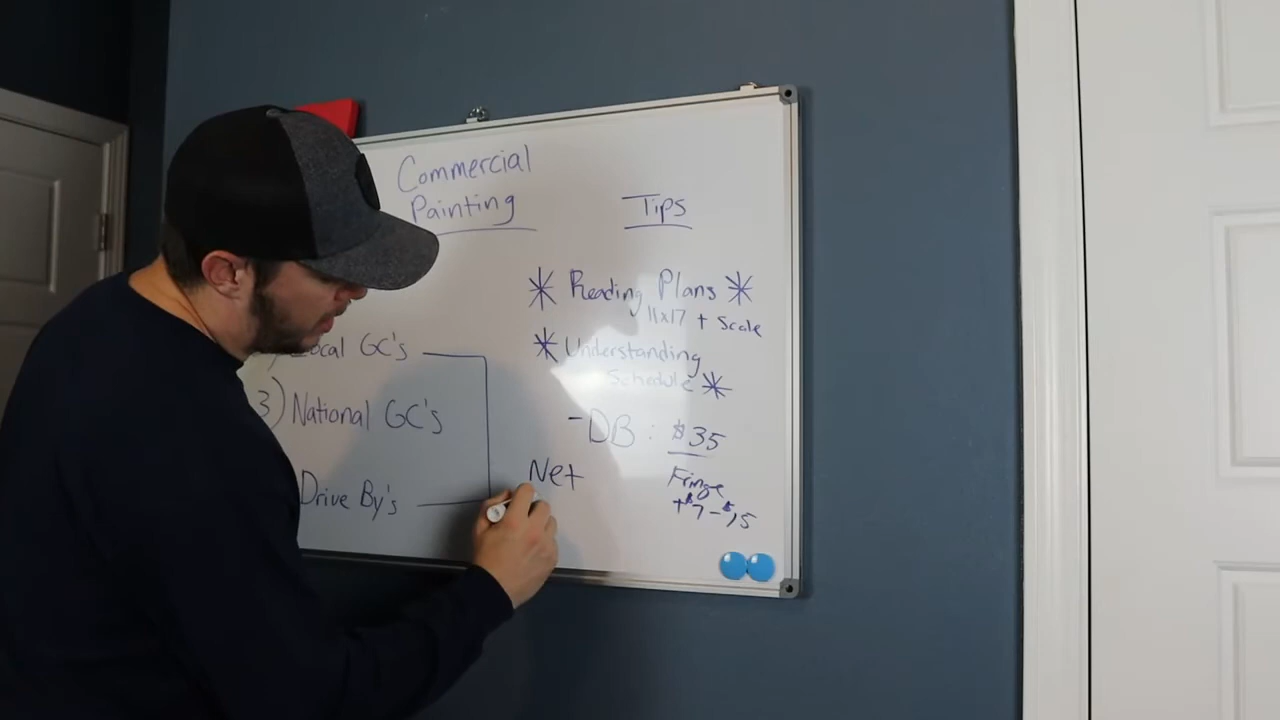 Commercial
Painting
Local GC's
3) National GC's
Drive By's
Tips
* Reading Plans *
11x17 + Scale
* Understanding
Schedule *
- DB : $35
Fringe
+$7-$15
Net